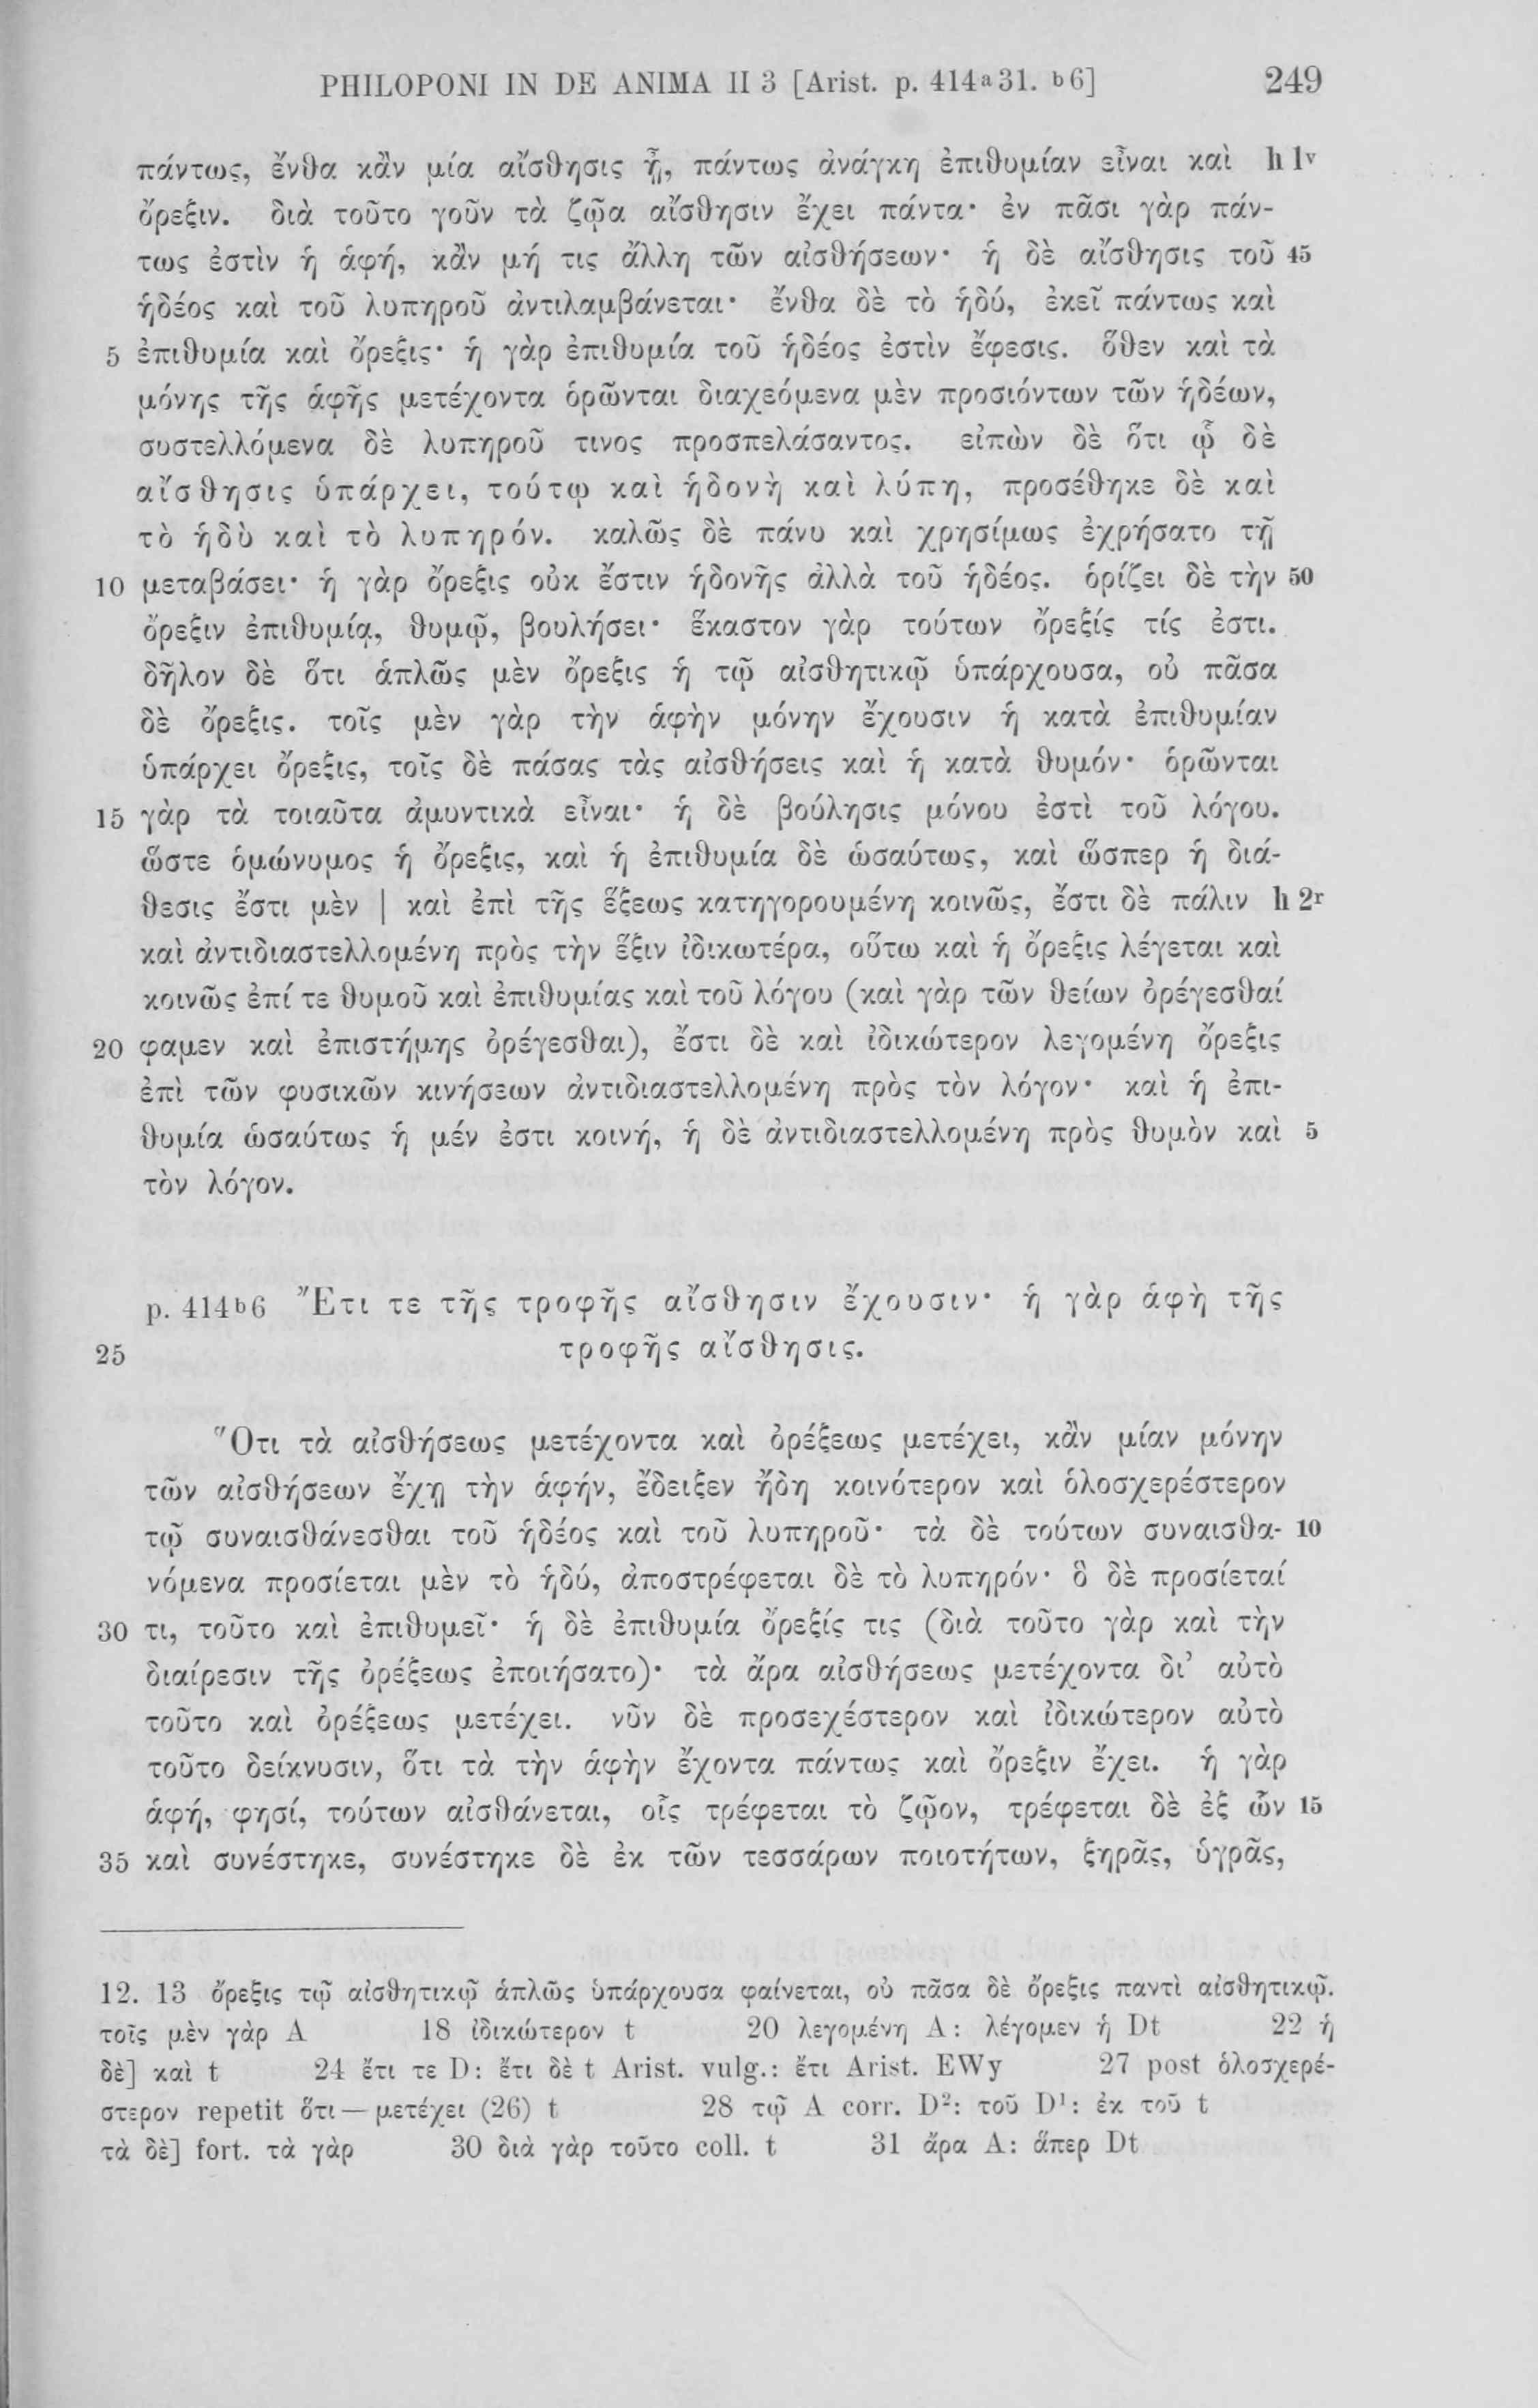 PHILOPONI IN DE ANIMA II 3 [Arist. p. 414ᵃ31. ᵇ6] 249
πάντως, ἔνθα κἂν μία αἴσθησις ᾖ, πάντως ἀνάγκη ἐπιθυμίαν εἶναι καὶ h 1ᵛ
ὄρεξιν. διὰ τοῦτο γοῦν τὰ ζῷα αἴσθησιν ἔχει πάντα· ἐν πᾶσι γὰρ πάν-
τως ἐστὶν ἡ ἁφή, κἂν μή τις ἄλλη τῶν αἰσθήσεων· ἡ δὲ αἴσθησις τοῦ 45
ἡδέος καὶ τοῦ λυπηροῦ ἀντιλαμβάνεται· ἔνθα δὲ τὸ ἡδύ, ἐκεῖ πάντως καὶ
5 ἐπιθυμία καὶ ὄρεξις· ἡ γὰρ ἐπιθυμία τοῦ ἡδέος ἐστὶν ἔφεσις. ὅθεν καὶ τὰ
μόνης τῆς ἁφῆς μετέχοντα ὁρῶνται διαχεόμενα μὲν προσιόντων τῶν ἡδέων,
συστελλόμενα δὲ λυπηροῦ τινος προσπελάσαντος. εἰπὼν δὲ ὅτι ᾧ δὲ
αἴσθησις ὑπάρχει, τούτῳ καὶ ἡδονὴ καὶ λύπη, προσέθηκε δὲ καὶ
τὸ ἡδὺ καὶ τὸ λυπηρόν. καλῶς δὲ πάνυ καὶ χρησίμως ἐχρήσατο τῇ
10 μεταβάσει· ἡ γὰρ ὄρεξις οὐκ ἔστιν ἡδονῆς ἀλλὰ τοῦ ἡδέος. ὁρίζει δὲ τὴν 50
ὄρεξιν ἐπιθυμίᾳ, θυμῷ, βουλήσει· ἕκαστον γὰρ τούτων ὄρεξίς τίς ἐστι.
δῆλον δὲ ὅτι ἁπλῶς μὲν ὄρεξις ἡ τῷ αἰσθητικῷ ὑπάρχουσα, οὐ πᾶσα
δὲ ὄρεξις. τοῖς μὲν γὰρ τὴν ἁφὴν μόνην ἔχουσιν ἡ κατὰ ἐπιθυμίαν
ὑπάρχει ὄρεξις, τοῖς δὲ πάσας τὰς αἰσθήσεις καὶ ἡ κατὰ θυμόν· ὁρῶνται
15 γὰρ τὰ τοιαῦτα ἀμυντικὰ εἶναι· ἡ δὲ βούλησις μόνου ἐστὶ τοῦ λόγου.
ὥστε ὁμώνυμος ἡ ὄρεξις, καὶ ἡ ἐπιθυμία δὲ ὡσαύτως, καὶ ὥσπερ ἡ διά-
θεσις ἔστι μὲν | καὶ ἐπὶ τῆς ἕξεως κατηγορουμένη κοινῶς, ἔστι δὲ πάλιν h 2ʳ
καὶ ἀντιδιαστελλομένη πρὸς τὴν ἕξιν ἰδικωτέρα, οὕτω καὶ ἡ ὄρεξις λέγεται καὶ
κοινῶς ἐπί τε θυμοῦ καὶ ἐπιθυμίας καὶ τοῦ λόγου (καὶ γὰρ τῶν θείων ὀρέγεσθαί
20 φαμεν καὶ ἐπιστήμης ὀρέγεσθαι), ἔστι δὲ καὶ ἰδικώτερον λεγομένη ὄρεξις
ἐπὶ τῶν φυσικῶν κινήσεων ἀντιδιαστελλομένη πρὸς τὸν λόγον· καὶ ἡ ἐπι-
θυμία ὡσαύτως ἡ μέν ἐστι κοινή, ἡ δὲ ἀντιδιαστελλομένη πρὸς θυμὸν καὶ 5
τὸν λόγον.
p. 414ᵇ6 Ἔτι τε τῆς τροφῆς αἴσθησιν ἔχουσιν· ἡ γὰρ ἁφὴ τῆς
25 τροφῆς αἴσθησις.
Ὅτι τὰ αἰσθήσεως μετέχοντα καὶ ὀρέξεως μετέχει, κἂν μίαν μόνην
τῶν αἰσθήσεων ἔχῃ τὴν ἁφήν, ἔδειξεν ἤδη κοινότερον καὶ ὁλοσχερέστερον
τῷ συναισθάνεσθαι τοῦ ἡδέος καὶ τοῦ λυπηροῦ· τὰ δὲ τούτων συναισθα- 10
νόμενα προσίεται μὲν τὸ ἡδύ, ἀποστρέφεται δὲ τὸ λυπηρόν· ὃ δὲ προσίεταί
30 τι, τοῦτο καὶ ἐπιθυμεῖ· ἡ δὲ ἐπιθυμία ὄρεξίς τις (διὰ τοῦτο γὰρ καὶ τὴν
διαίρεσιν τῆς ὀρέξεως ἐποιήσατο)· τὰ ἄρα αἰσθήσεως μετέχοντα δι’ αὐτὸ
τοῦτο καὶ ὀρέξεως μετέχει. νῦν δὲ προσεχέστερον καὶ ἰδικώτερον αὐτὸ
τοῦτο δείκνυσιν, ὅτι τὰ τὴν ἁφὴν ἔχοντα πάντως καὶ ὄρεξιν ἔχει. ἡ γὰρ
ἁφή, φησί, τούτων αἰσθάνεται, οἷς τρέφεται τὸ ζῷον, τρέφεται δὲ ἐξ ὧν 15
35 καὶ συνέστηκε, συνέστηκε δὲ ἐκ τῶν τεσσάρων ποιοτήτων, ξηρᾶς, ὑγρᾶς,
12. 13 ὄρεξις τῷ αἰσθητικῷ ἁπλῶς ὑπάρχουσα φαίνεται, οὐ πᾶσα δὲ ὄρεξις παντὶ αἰσθητικῷ.
τοῖς μὲν γὰρ A 18 ἰδικώτερον t 20 λεγομένη A: λέγομεν ἡ Dt 22 ἡ
δὲ] καὶ t 24 ἔτι τε D: ἔτι δὲ t Arist. vulg.: ἔτι Arist. EWy 27 post ὁλοσχερέ-
στερον repetit ὅτι — μετέχει (26) t 28 τῷ A corr. D²: τοῦ D¹: ἐκ τοῦ t
τὰ δὲ] fort. τὰ γὰρ 30 διὰ γὰρ τοῦτο coll. t 31 ἄρα A: ἅπερ Dt